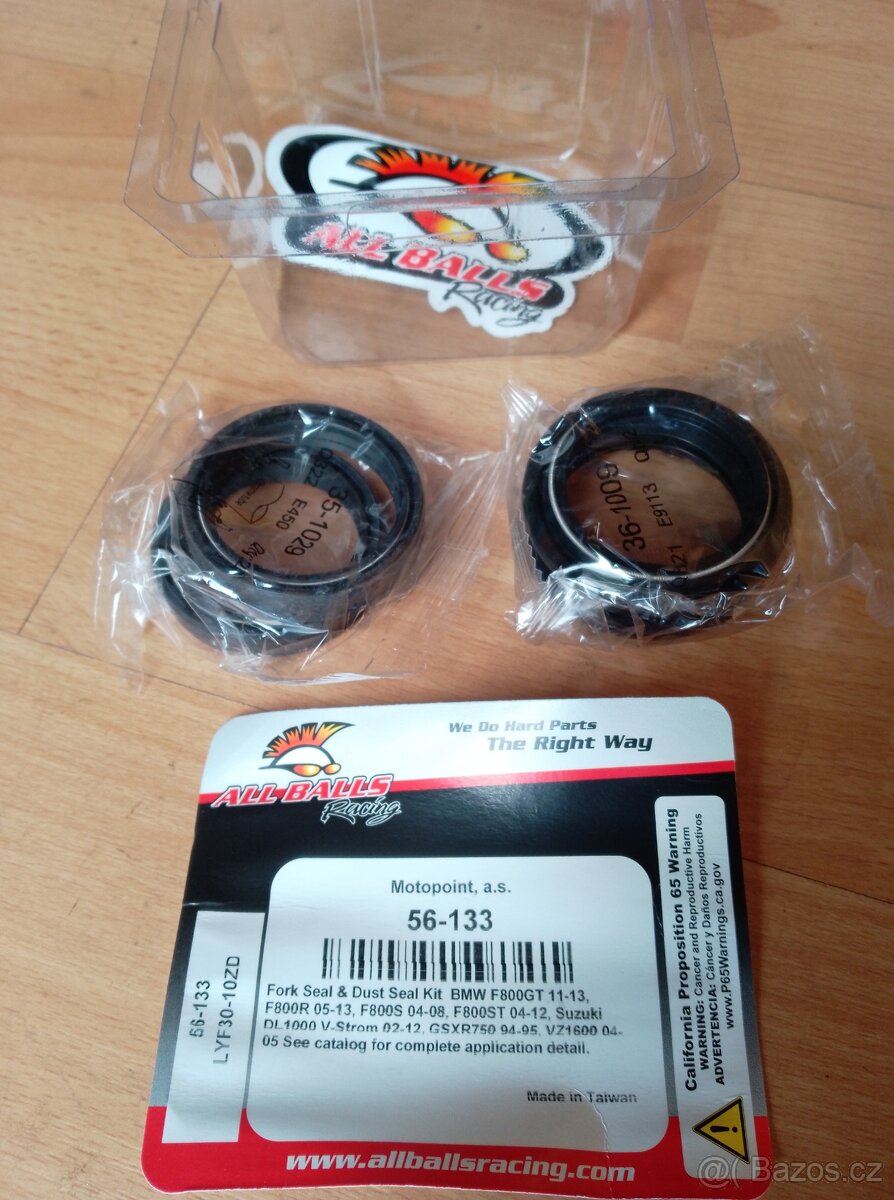 ALL BALLS
Racing
35-1029
E450
36-1009
E9113
ALL BALLS
Racing
We Do Hard Parts
The Right Way
Motopoint, a.s.
56-133
Fork Seal & Dust Seal Kit BMW F800GT 11-13,
F800R 05-13, F800S 04-08, F800ST 04-12, Suzuki
DL1000 V-Strom 02-12, GSXR750 94-95, VZ1600 04-
05 See catalog for complete application detail.
Made in Taiwan
56-133
LYF30-10ZD
California Proposition 65 Warning
WARNING: Cancer and Reproductive Harm
ADVERTENCIA: Cáncer y Daños Reproductivos
www.P65Warnings.ca.gov
www.allballsracing.com
@( Bazos.cz